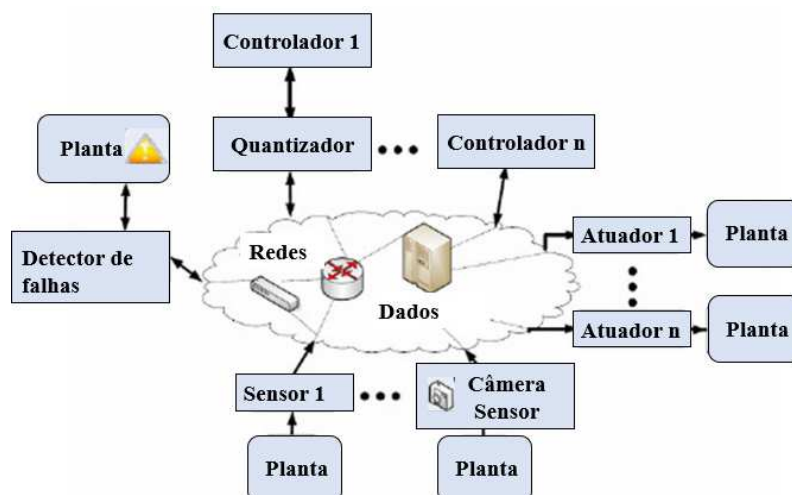 Controlador 1
Planta
Quantizador
Controlador n
Detector de
falhas
Redes
Dados
Atuador 1
Planta
Atuador n
Planta
Sensor 1
Câmera
Sensor
Planta
Planta